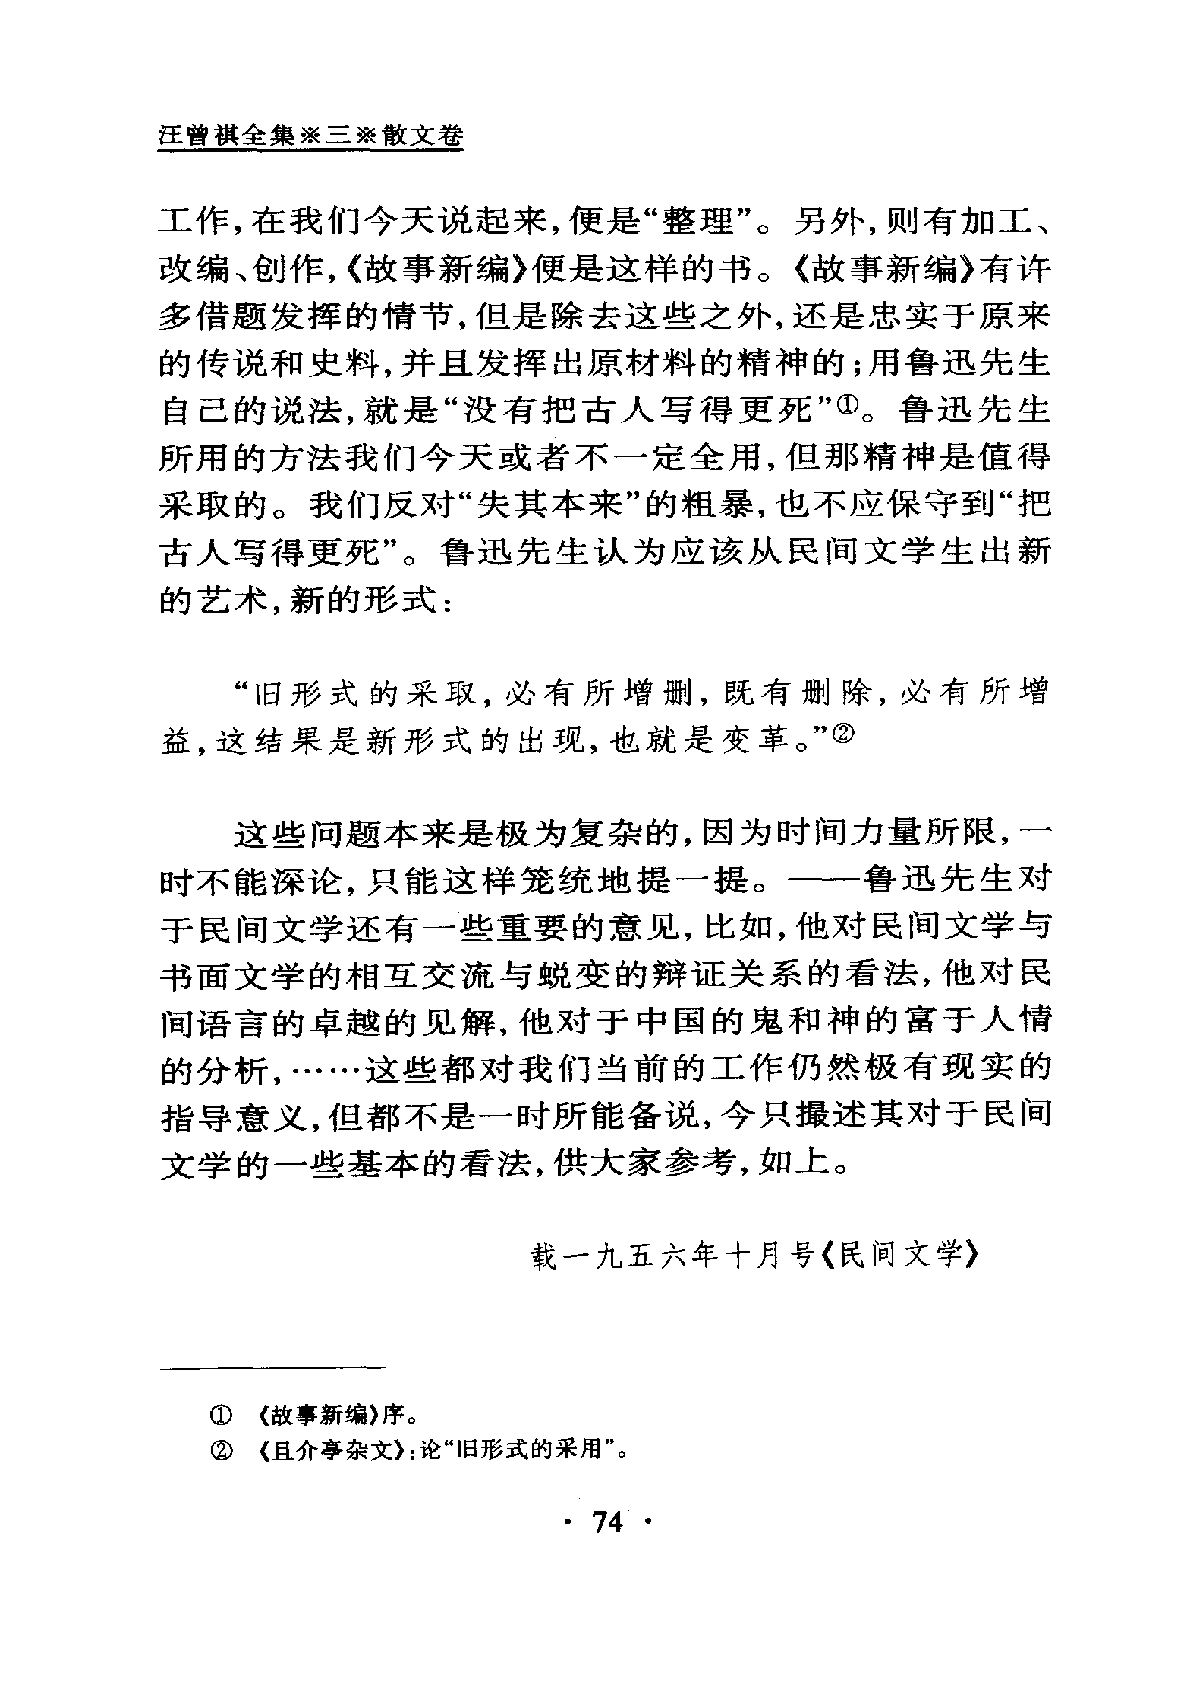 汪曾祺全集※三※散文卷
工作,在我们今天说起来,便是“整理”。另外,则有加工、
改编、创作,《故事新编》便是这样的书。《故事新编》有许
多借题发挥的情节,但是除去这些之外,还是忠实于原来
的传说和史料,并且发挥出原材料的精神的;用鲁迅先生
自己的说法,就是“没有把古人写得更死”①。鲁迅先生
所用的方法我们今天或者不一定全用,但那精神是值得
采取的。我们反对“失其本来”的粗暴,也不应保守到“把
古人写得更死”。鲁迅先生认为应该从民间文学生出新
的艺术,新的形式:
“旧形式的采取,必有所增删,既有删除,必有所增
益,这结果是新形式的出现,也就是变革。”②
这些问题本来是极为复杂的,因为时间力量所限,一
时不能深论,只能这样笼统地提一提。——鲁迅先生对
于民间文学还有一些重要的意见,比如,他对民间文学与
书面文学的相互交流与蜕变的辩证关系的看法,他对民
间语言的卓越的见解,他对于中国的鬼和神的富于人情
的分析,……这些都对我们当前的工作仍然极有现实的
指导意义,但都不是一时所能备说,今只撮述其对于民间
文学的一些基本的看法,供大家参考,如上。
载一九五六年十月号《民间文学》
① 《故事新编》序。
② 《且介亭杂文》:论“旧形式的采用”。
· 74 ·